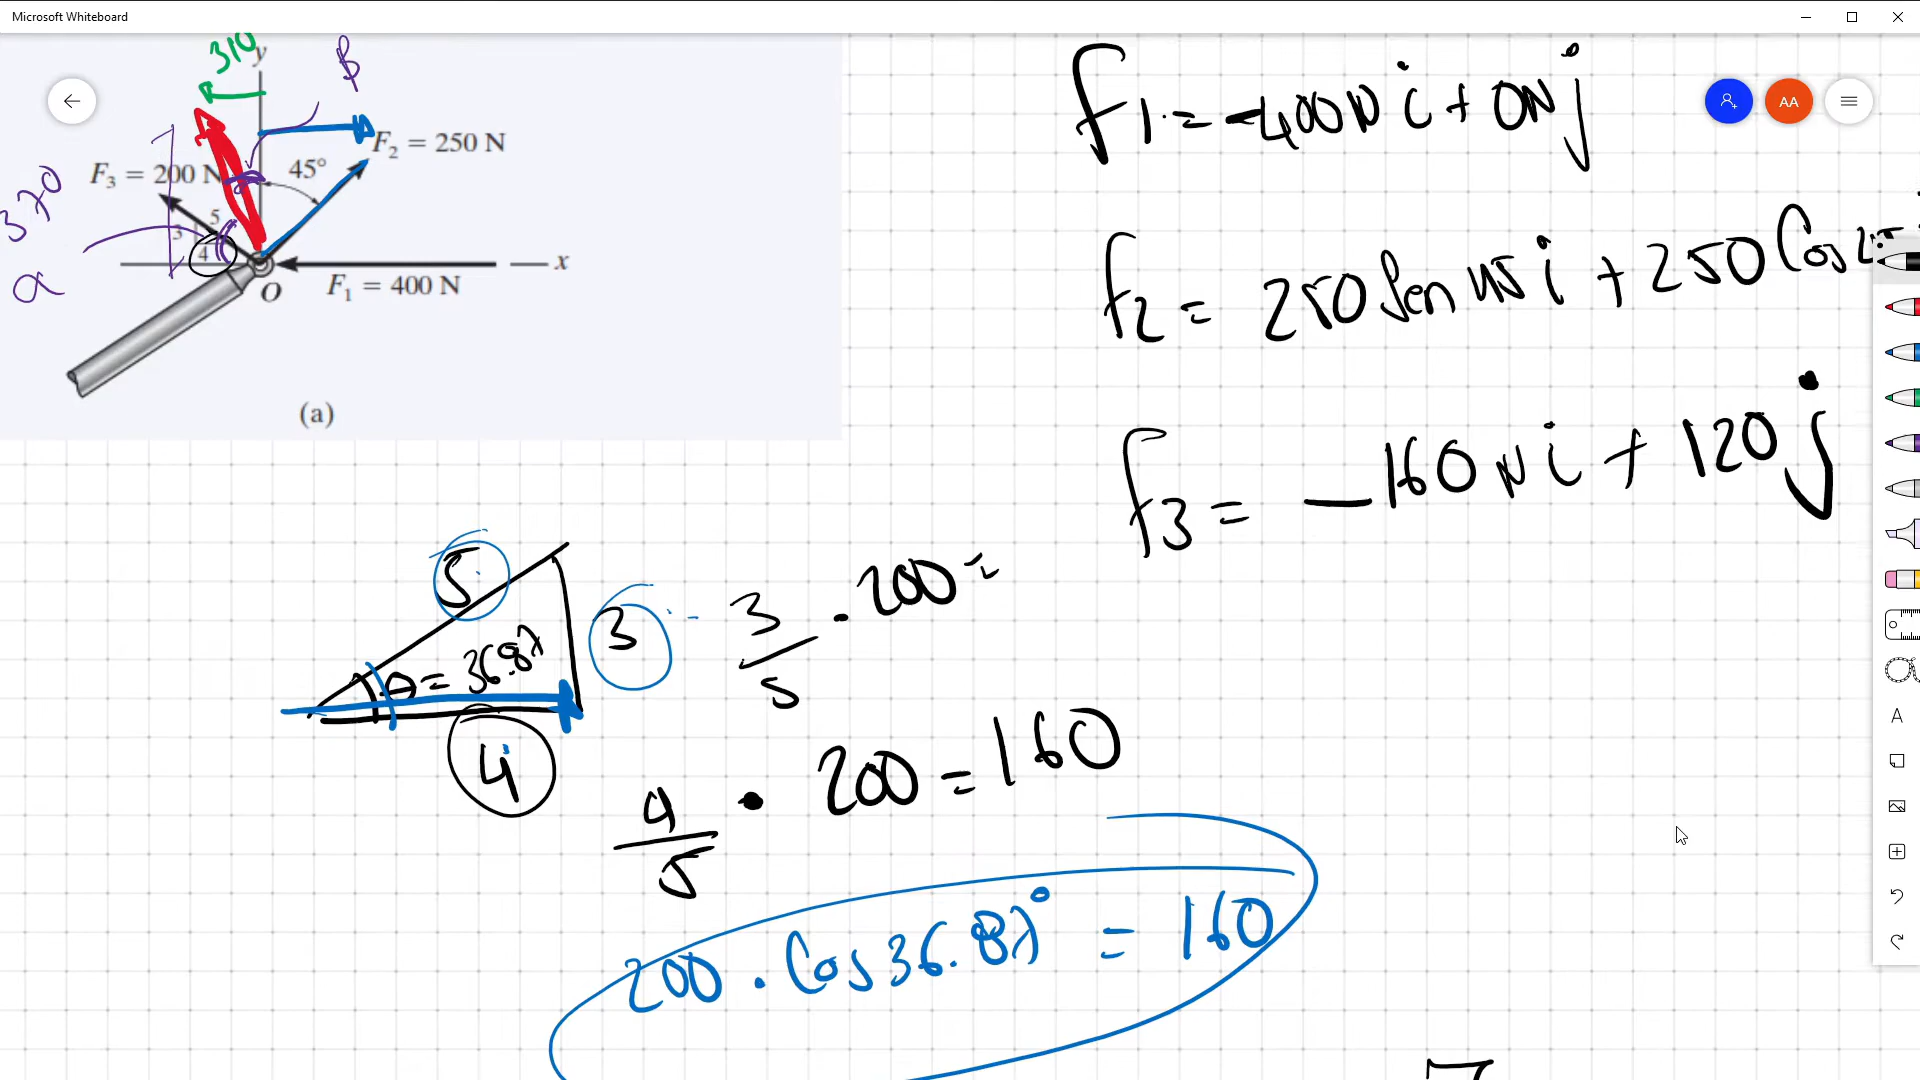 Microsoft Whiteboard
310
y
β
F₂ = 250 N
F₃ = 200 N
45°
370
5
3
4
α
x
O
F₁ = 400 N
(a)
AA
f1 = -400N i + 0N j
f2 = 250 Sen 45 i + 250 Cos
f3 = -160 N i + 120 j
5
3
θ = 36.87
4
3/5 · 200 =
4/5 · 200 = 160
200 · Cos 36.87° = 160
A